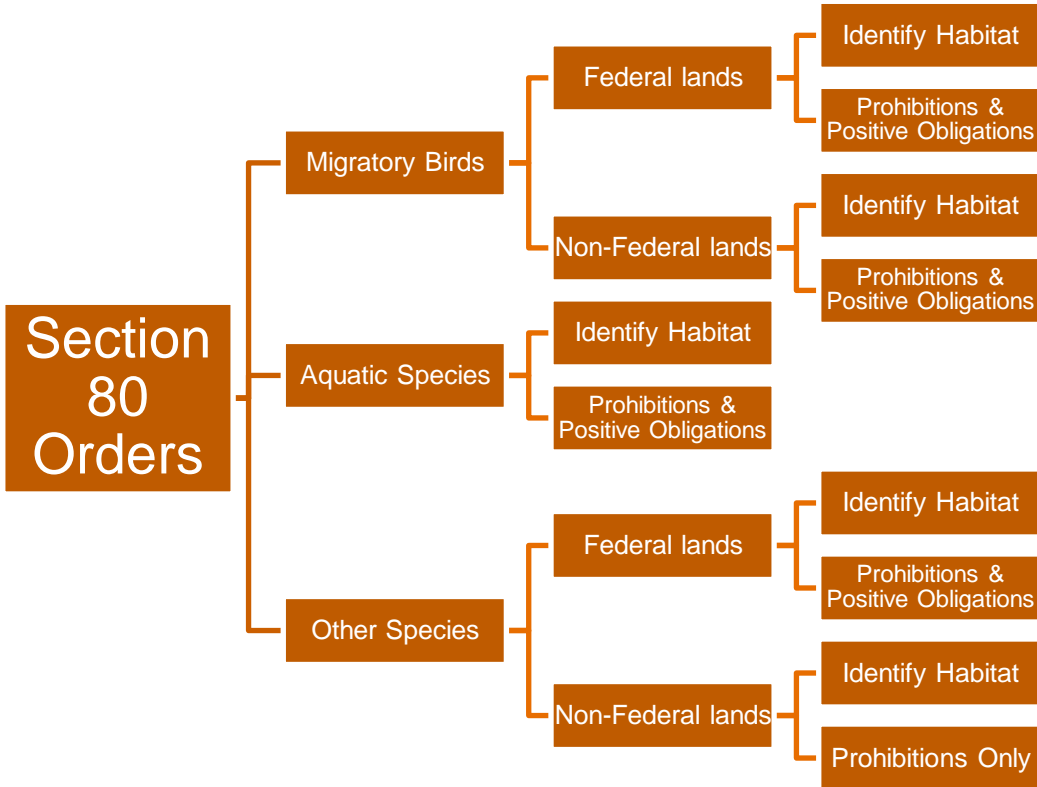 Section
80
Orders
Migratory Birds
Federal lands
Identify Habitat
Prohibitions &
Positive Obligations
Non-Federal lands
Identify Habitat
Prohibitions &
Positive Obligations
Aquatic Species
Identify Habitat
Prohibitions &
Positive Obligations
Other Species
Federal lands
Identify Habitat
Prohibitions &
Positive Obligations
Non-Federal lands
Identify Habitat
Prohibitions Only